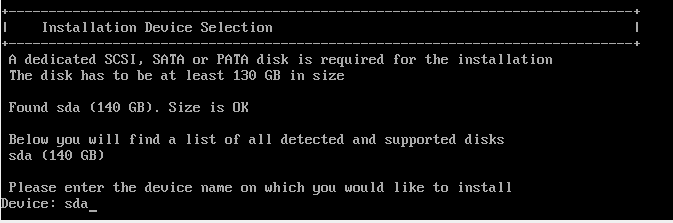 +------------------------------------------------------------------------------+
|    Installation Device Selection                                             |
+------------------------------------------------------------------------------+
A dedicated SCSI, SATA or PATA disk is required for the installation
The disk has to be at least 130 GB in size
Found sda (140 GB). Size is OK
Below you will find a list of all detected and supported disks
sda (140 GB)
Please enter the device name on which you would like to install
Device: sda_